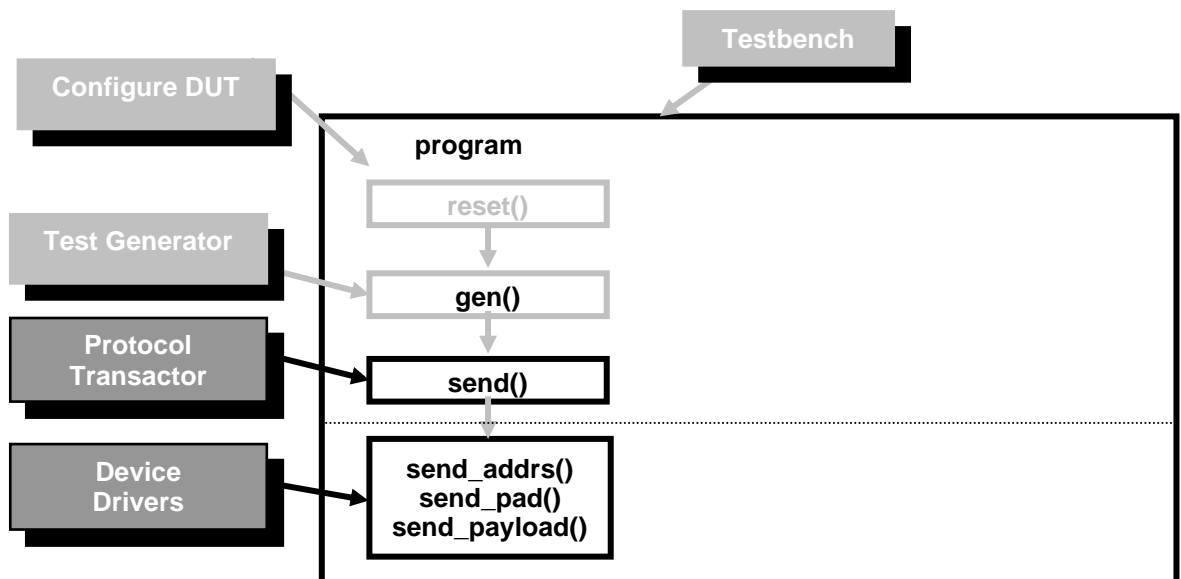 Testbench
Configure DUT
program
reset()
Test Generator
gen()
Protocol
Transactor
send()
Device
Drivers
send_addrs()
send_pad()
send_payload()